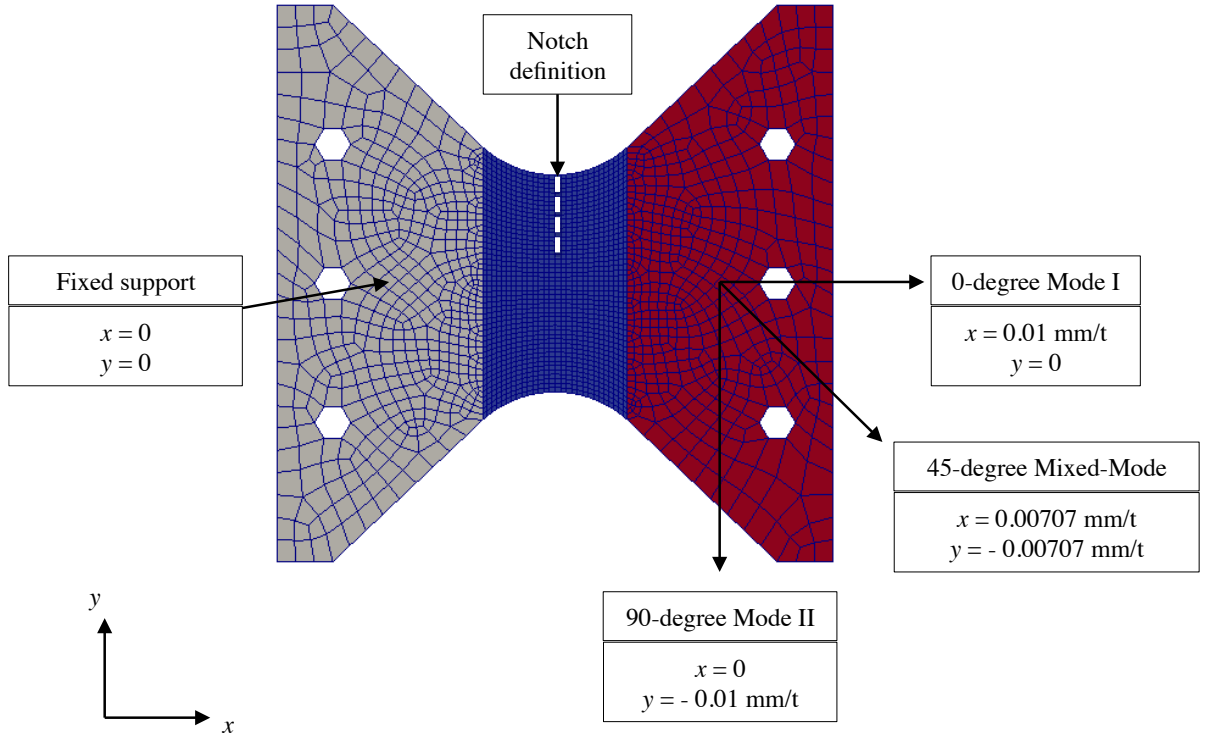 Notch
definition
Fixed support
x = 0
y = 0
0-degree Mode I
x = 0.01 mm/t
y = 0
45-degree Mixed-Mode
x = 0.00707 mm/t
y = - 0.00707 mm/t
90-degree Mode II
x = 0
y = - 0.01 mm/t
y
x